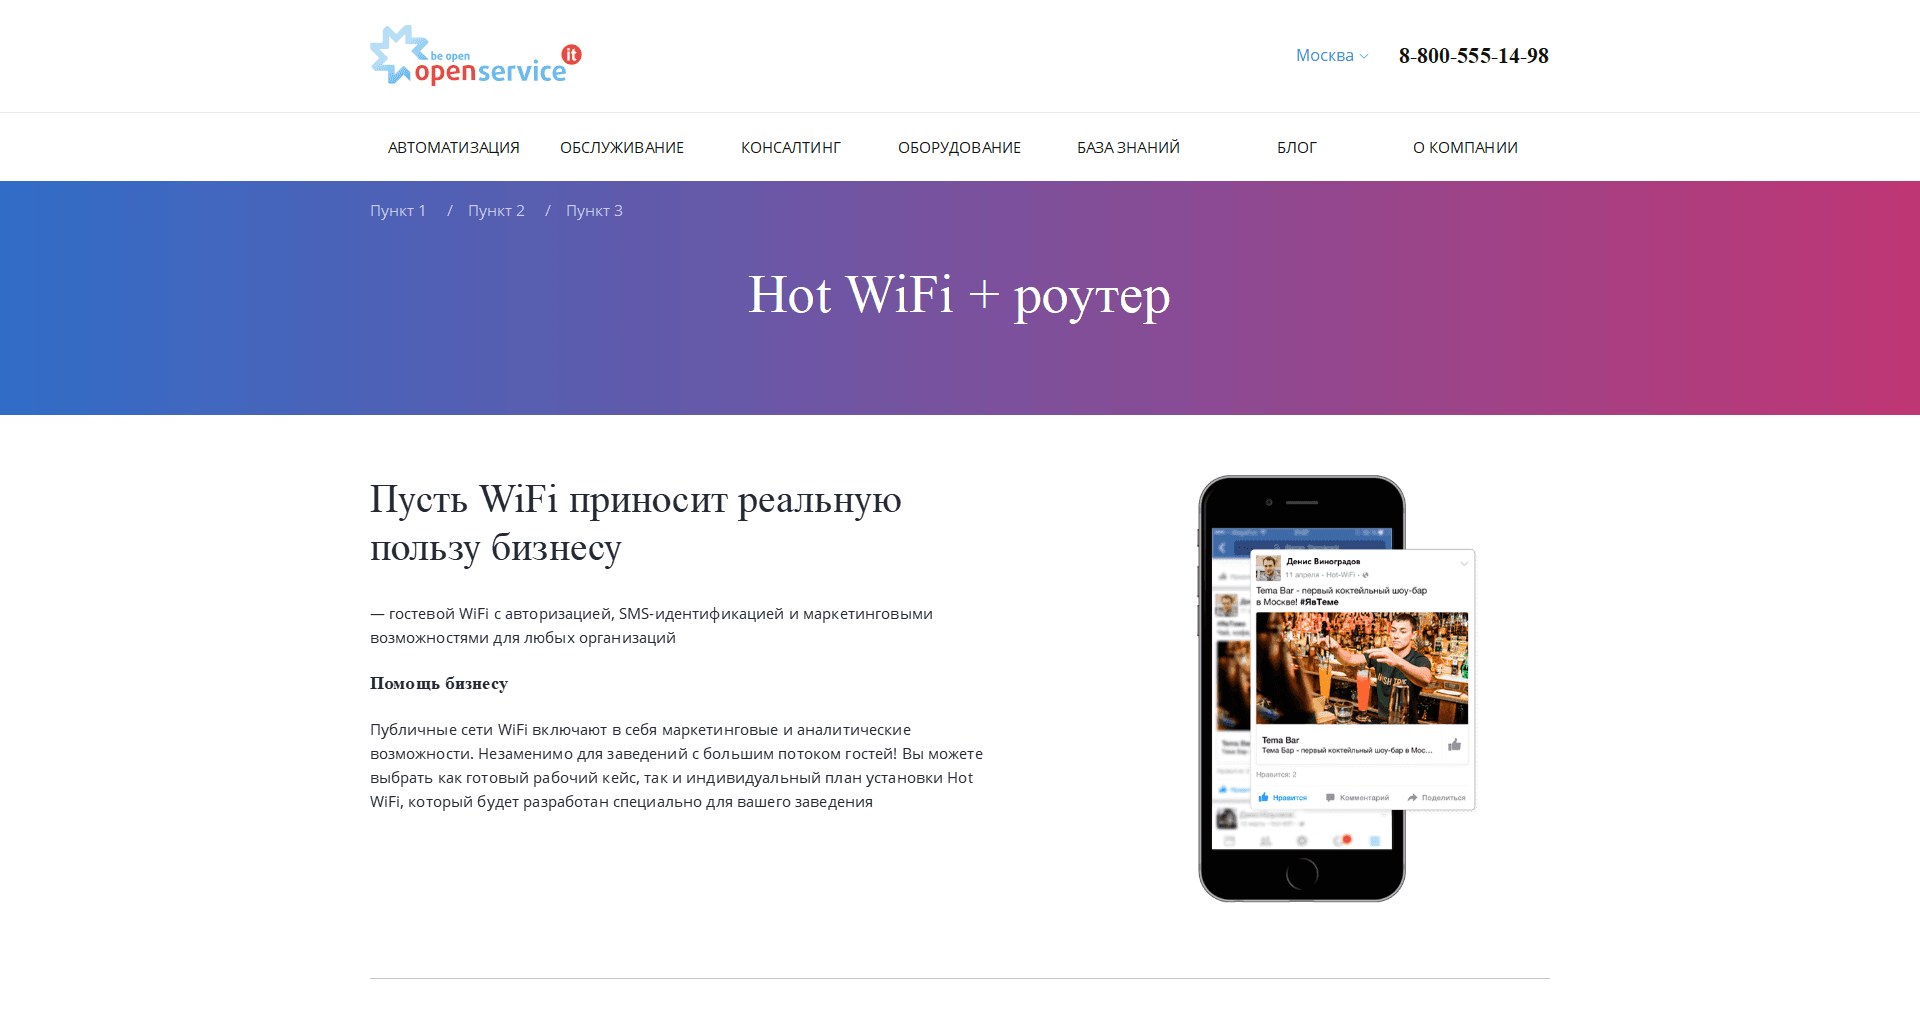 be open
openservice it
Москва
8-800-555-14-98
АВТОМАТИЗАЦИЯ
ОБСЛУЖИВАНИЕ
КОНСАЛТИНГ
ОБОРУДОВАНИЕ
БАЗА ЗНАНИЙ
БЛОГ
О КОМПАНИИ
Пункт 1 / Пункт 2 / Пункт 3
Hot WiFi + роутер
Пусть WiFi приносит реальную
пользу бизнесу
— гостевой WiFi с авторизацией, SMS-идентификацией и маркетинговыми
возможностями для любых организаций
Помощь бизнесу
Публичные сети WiFi включают в себя маркетинговые и аналитические
возможности. Незаменимо для заведений с большим потоком гостей! Вы можете
выбрать как готовый рабочий кейс, так и индивидуальный план установки Hot
WiFi, который будет разработан специально для вашего заведения
Денис Виноградов
11 апреля · Hot-WiFi ·
Tema Bar - первый коктейльный шоу-бар
в Москве! #ЯвТеме
Tema Bar
Тема Бар - первый коктейльный шоу-бар в Мос...
Нравится: 2
Нравится
Комментарий
Поделиться